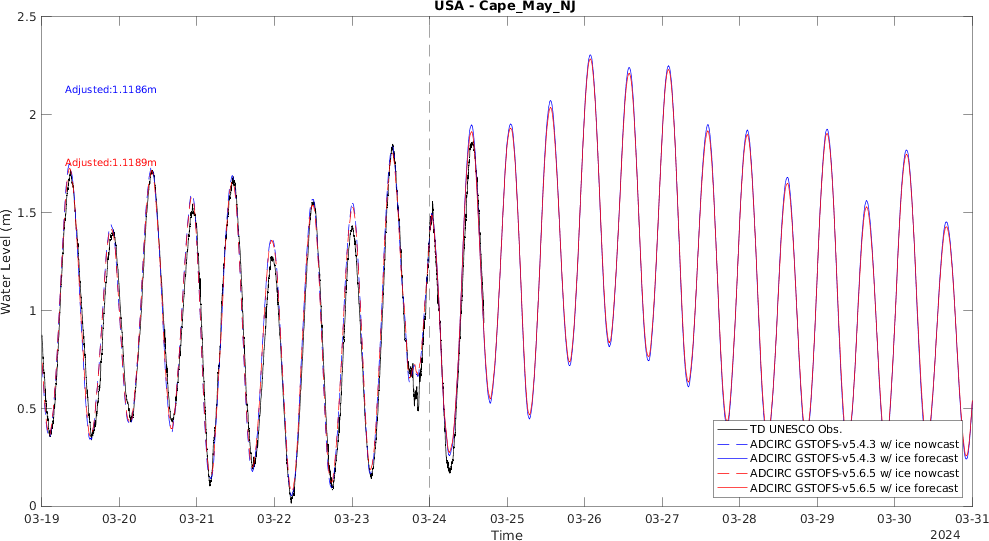 USA - Cape_May_NJ
2.5
Adjusted:1.1186m
2
Adjusted:1.1189m
1.5
Water Level (m)
1
0.5
TD UNESCO Obs.
ADCIRC GSTOFS-v5.4.3 w/ ice nowcast
ADCIRC GSTOFS-v5.4.3 w/ ice forecast
ADCIRC GSTOFS-v5.6.5 w/ ice nowcast
ADCIRC GSTOFS-v5.6.5 w/ ice forecast
0
03-19 03-20 03-21 03-22 03-23 03-24 03-25 03-26 03-27 03-28 03-29 03-30 03-31
Time
2024